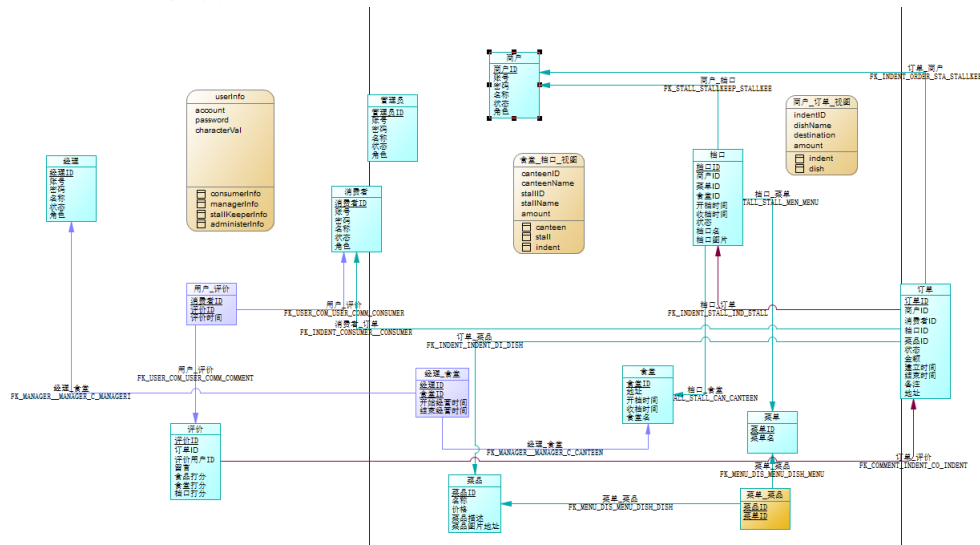 商户
商户ID
账号
密码
名称
状态
角色
订单_商户
FK_INDENT_ORDER_STA_STALLKEE
商户_档口
FK_STALL_STALLKEEP_STALLKEE
userInfo
account
password
characterVal
consumerInfo
managerInfo
stallKeeperInfo
administerInfo
管理员
管理员ID
账号
密码
名称
状态
角色
商户_订单_视图
indentID
dishName
destination
amount
indent
dish
经理
经理ID
账号
密码
名称
状态
角色
消费者
消费者ID
账号
密码
名称
状态
角色
食堂_档口_视图
canteenID
canteenName
stallID
stallName
amount
canteen
stall
indent
档口
档口ID
商户ID
菜单ID
食堂ID
开档时间
收档时间
状态
档口名
档口图片
档口_菜单
TALL_STALL_MEN_MENU
用户_评价
消费者ID
评价ID
评价时间
用户_评价
FK_USER_COM_USER_COMM_CONSUMER
消费者_订单
FK_INDENT_CONSUMER__CONSUMER
档口_订单
FK_INDENT_STALL_IND_STALL
订单
订单ID
商户ID
消费者ID
档口ID
菜品ID
状态
金额
建立时间
结束时间
备注
地址
订单_菜品
FK_INDENT_INDENT_DI_DISH
用户_评价
FK_USER_COM_USER_COMM_COMMENT
经理_食堂
FK_MANAGER__MANAGER_C_MANAGERI
经理_食堂
经理ID
食堂ID
开始经营时间
结束经营时间
食堂
食堂ID
地址
开档时间
收档时间
食堂名
档口_食堂
ALL_STALL_CAN_CANTEEN
菜单
菜单ID
菜单名
评价
评价ID
订单ID
评价用户ID
留言
食品打分
食堂打分
档口打分
经理_食堂
FK_MANAGER__MANAGER_C_CANTEEN
订单_评价
FK_COMMENT_INDENT_CO_INDENT
菜单_菜品
FK_MENU_DIS_MENU_DISH_MENU
菜品
菜品ID
名称
价格
菜品描述
菜品图片地址
菜单_菜品
FK_MENU_DIS_MENU_DISH_DISH
菜单_菜品
菜品ID
菜单ID